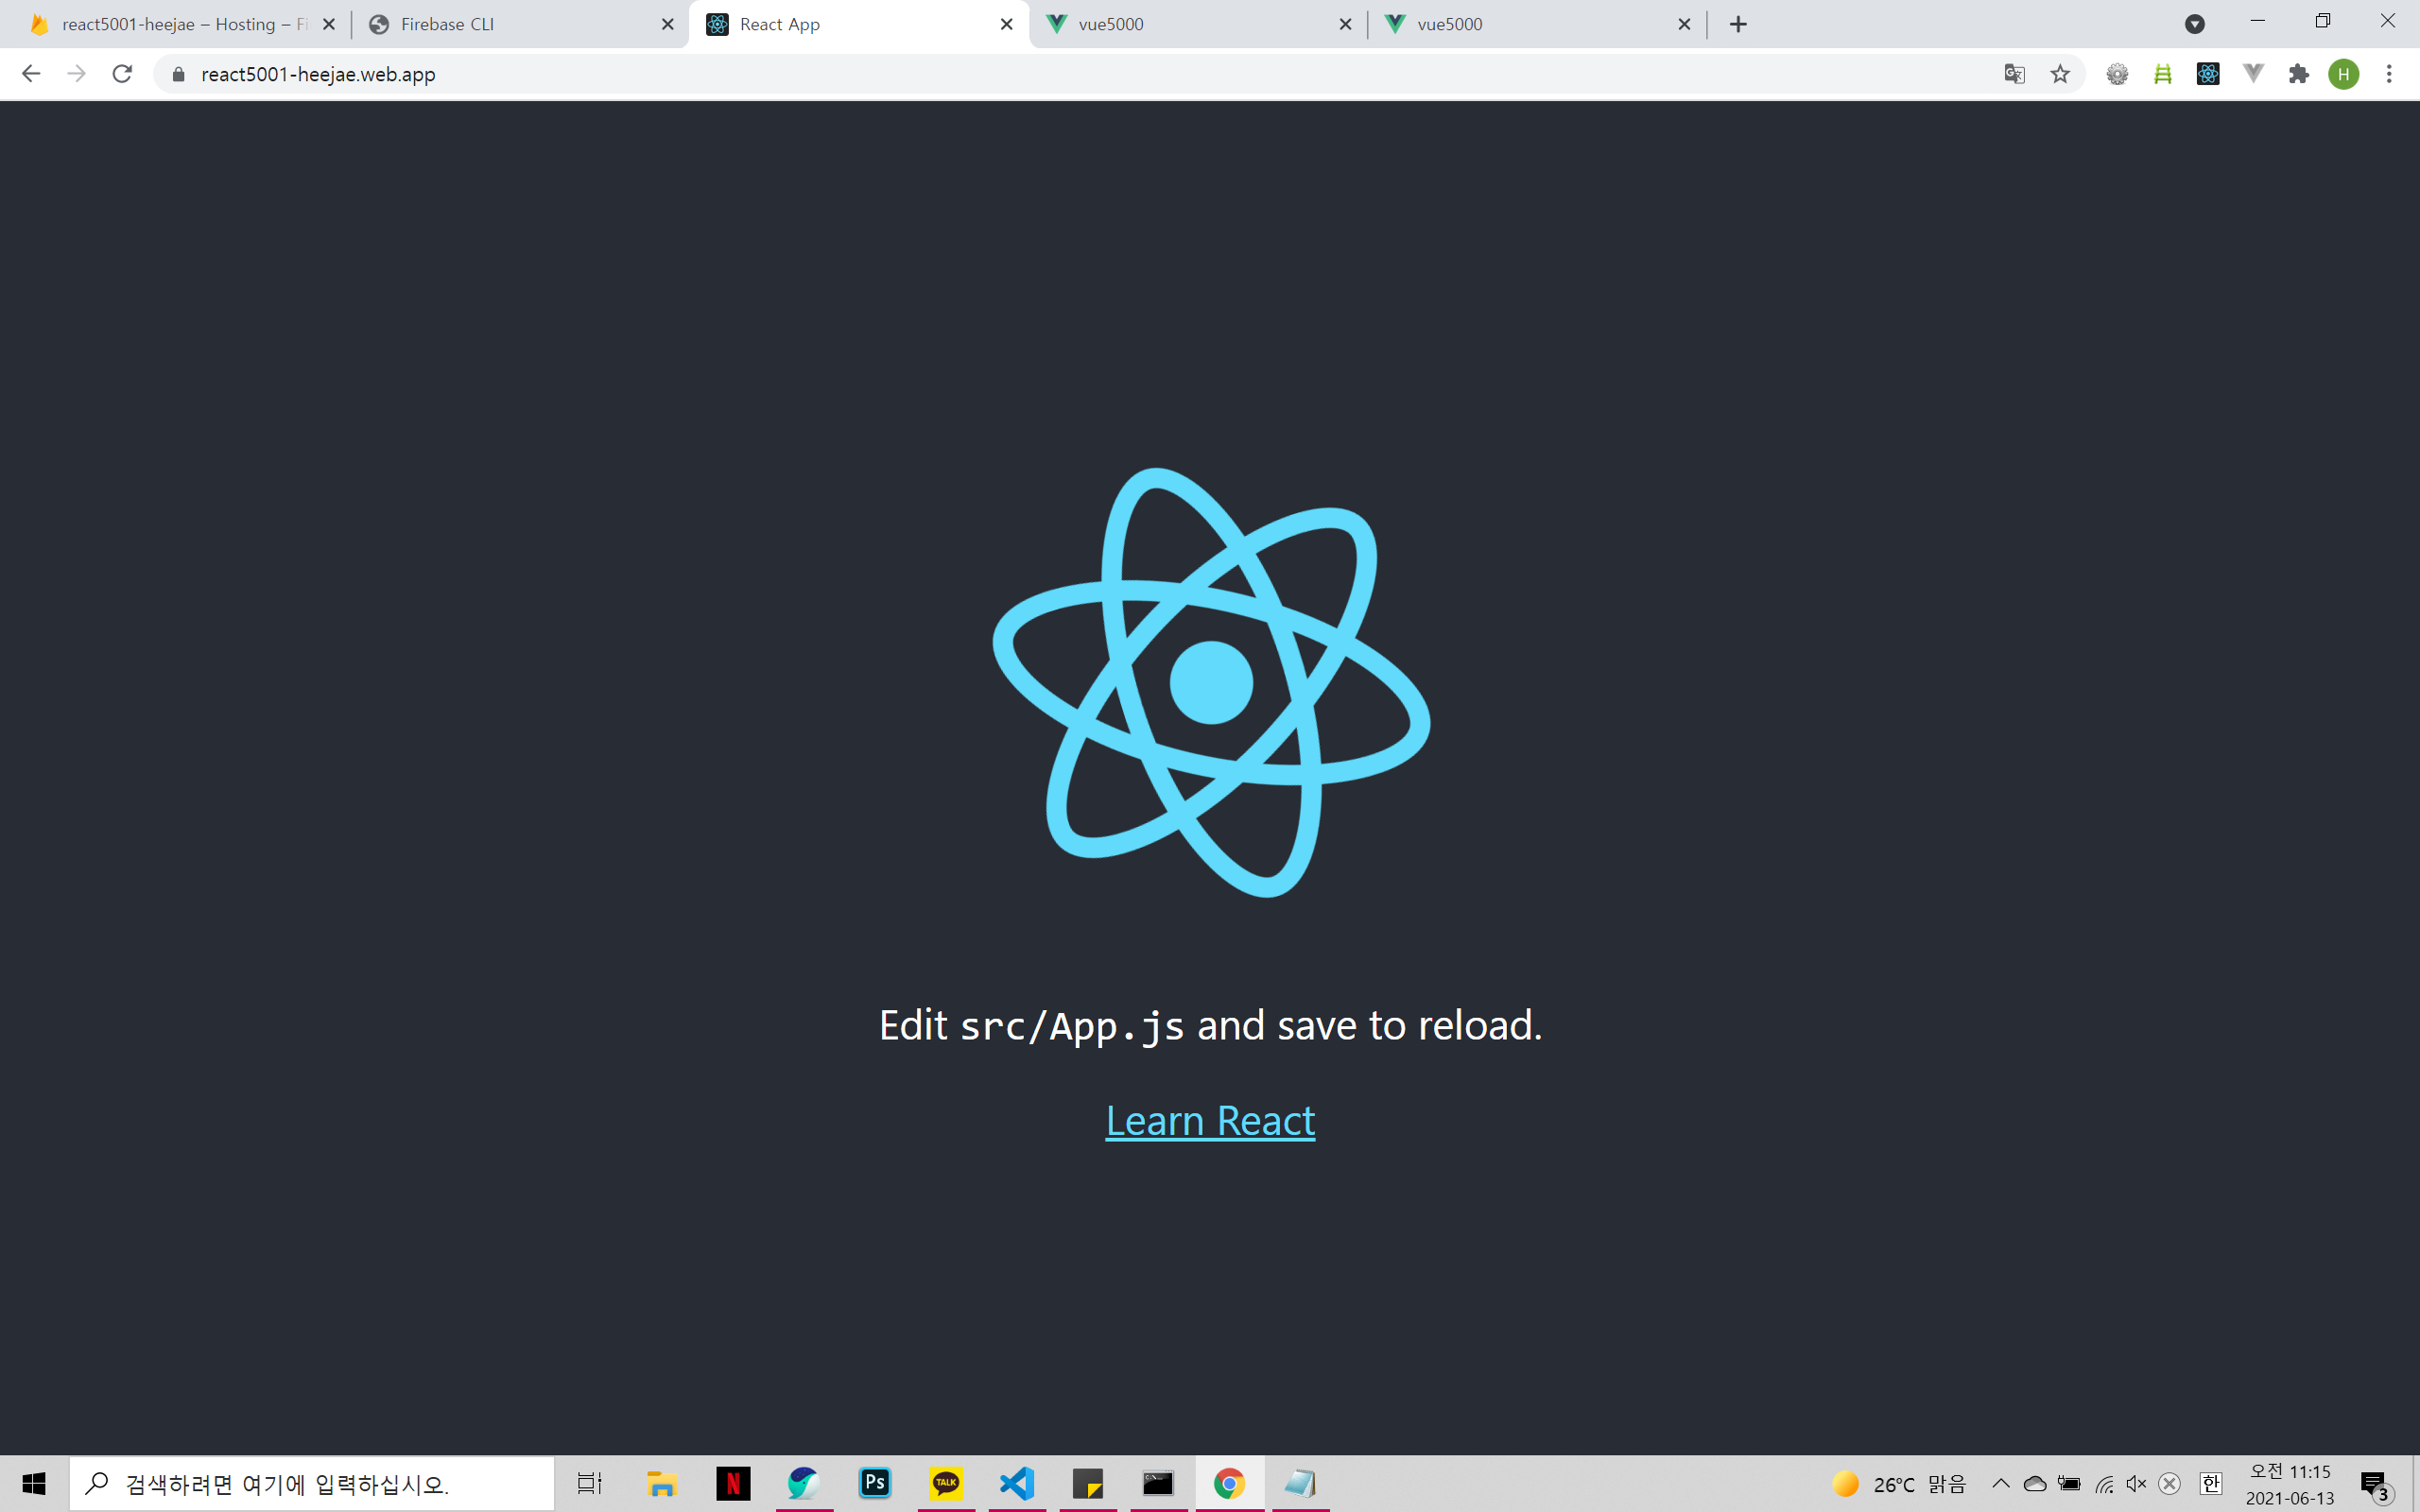 react5001-heejae – Hosting – Fi
Firebase CLI
React App
vue5000
vue5000
react5001-heejae.web.app
H
Edit src/App.js and save to reload.
Learn React
검색하려면 여기에 입력하십시오.
N
Ps
TALK
26°C 맑음
한
오전 11:15
2021-06-13
3